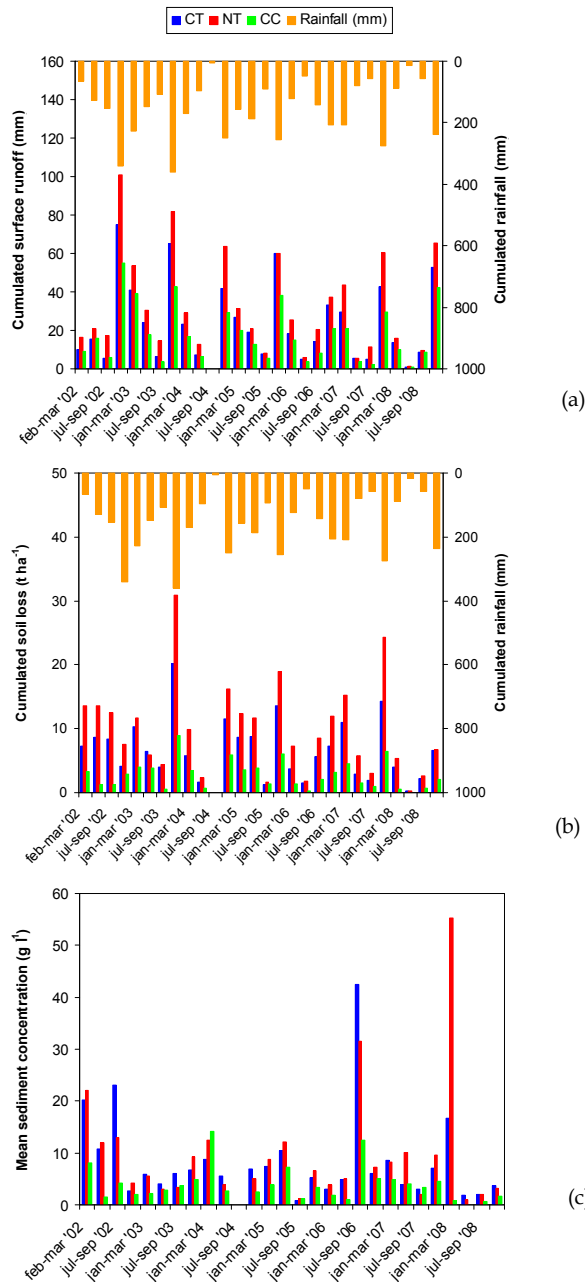 CT NT CC Rainfall (mm)
160
140
120
100
80
60
40
20
0
Cumulated surface runoff (mm)
0
200
400
600
800
1000
Cumulated rainfall (mm)
feb-mar '02
jul-sep '02
jan-mar '03
jul-sep '03
jan-mar '04
jul-sep '04
jan-mar '05
jul-sep '05
jan-mar '06
jul-sep '06
jan-mar '07
jul-sep '07
jan-mar '08
jul-sep '08
(a)
50
40
30
20
10
0
Cumulated soil loss (t ha-1)
0
200
400
600
800
1000
Cumulated rainfall (mm)
feb-mar '02
jul-sep '02
jan-mar '03
jul-sep '03
jan-mar '04
jul-sep '04
jan-mar '05
jul-sep '05
jan-mar '06
jul-sep '06
jan-mar '07
jul-sep '07
jan-mar '08
jul-sep '08
(b)
60
50
40
30
20
10
0
Mean sediment concentration (g l-1)
feb-mar '02
jul-sep '02
jan-mar '03
jul-sep '03
jan-mar '04
jul-sep '04
jan-mar '05
jul-sep '05
jan-mar '06
jul-sep '06
jan-mar '07
jul-sep '07
jan-mar '08
jul-sep '08
(c)